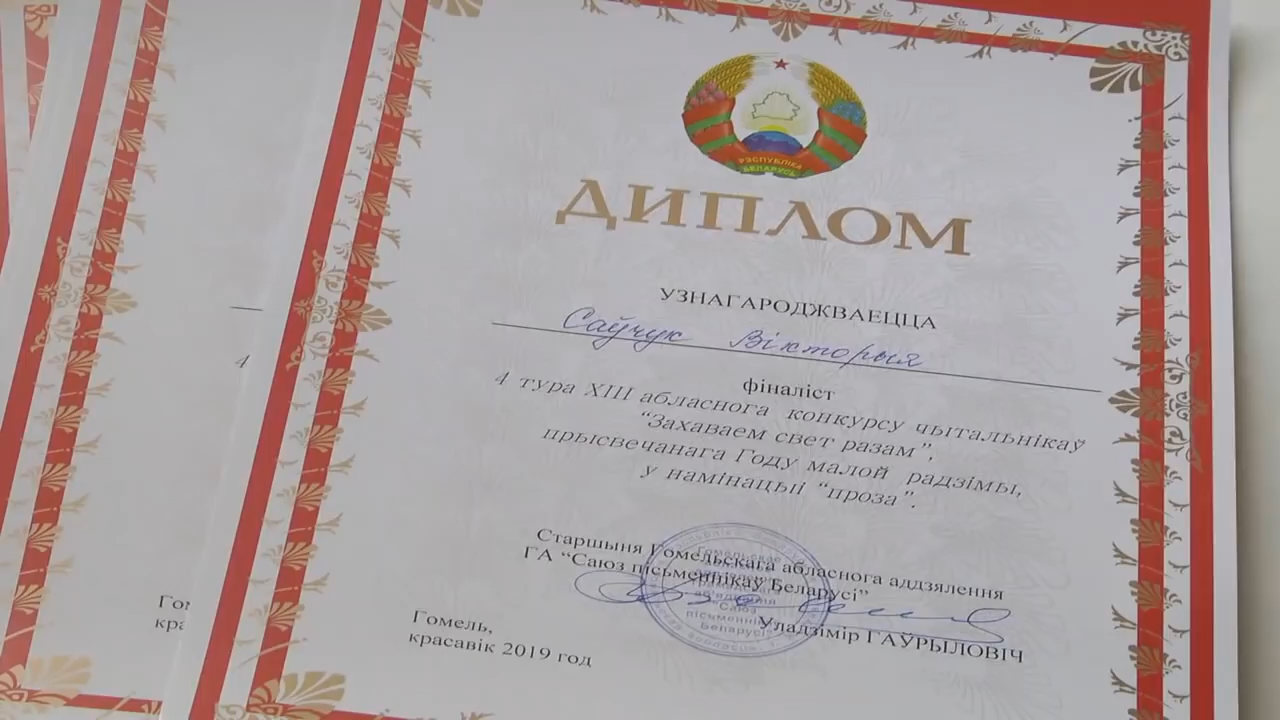 РЭСПУБЛІКА
БЕЛАРУСЬ
ДИПЛОМ
УЗНАГАРОДЖВАЕЦЦА
Саўчук Вікторыя
фіналіст
4 тура XIII абласнога конкурсу чытальнікаў
“Захаваем свет разам”,
прысвечанага Году малой радзімы,
у намінацыі “проза”.
Старшыня Гомельскага абласнога аддзялення
ГА “Саюз пісьменнікаў Беларусі”
Уладзімір ГАЎРЫЛОВІЧ
Гомель,
красавік 2019 год
4
Гом
кра